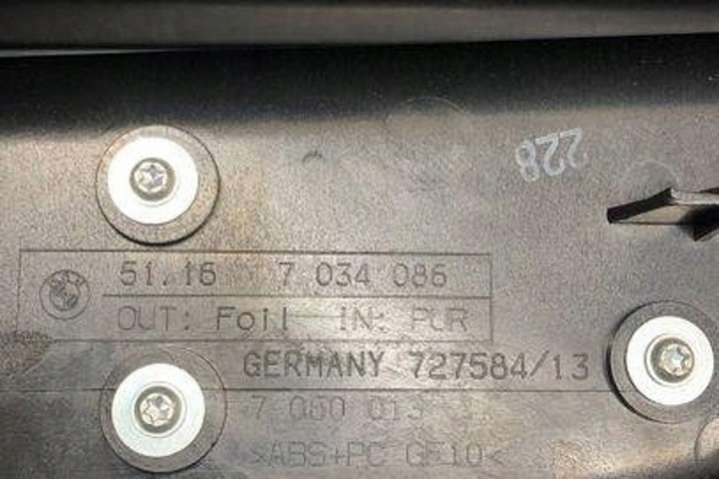 228
51.16 7 034 086
OUT: Foil IN: PUR
GERMANY 727584/13
7 060 013
>ABS+PC GF10<